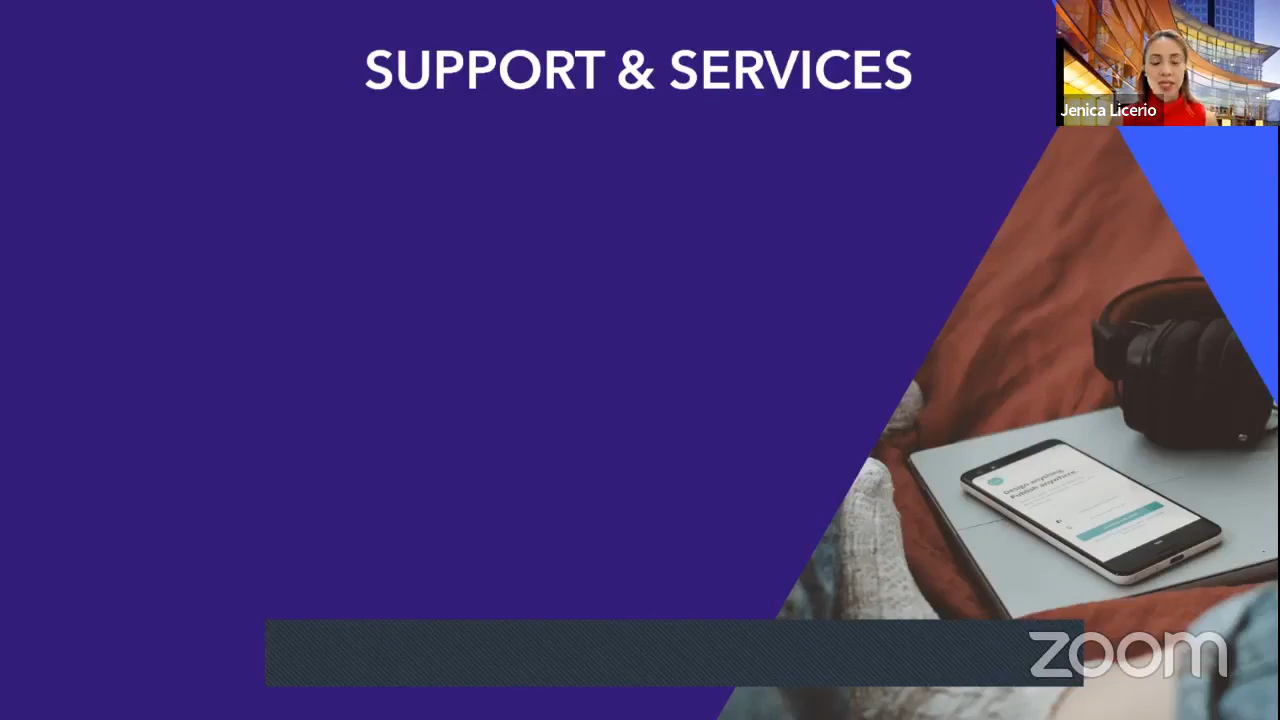 SUPPORT & SERVICES
Jenica Licerio
Design anything.
Publish anywhere.
zoom